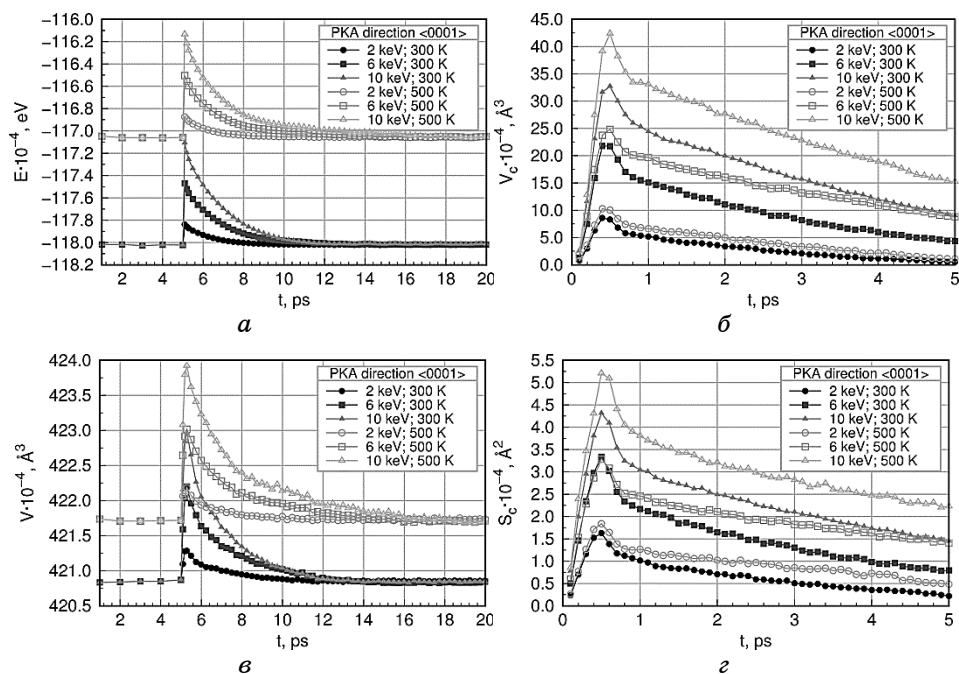 E·10⁻⁴, eV
−116.0
−116.2
−116.4
−116.6
−116.8
−117.0
−117.2
−117.4
−117.6
−117.8
−118.0
−118.2
PKA direction <0001>
2 keV; 300 K
6 keV; 300 K
10 keV; 300 K
2 keV; 500 K
6 keV; 500 K
10 keV; 500 K
2 4 6 8 10 12 14 16 18 20
t, ps
а
V_c·10⁻⁴, Å³
45.0
40.0
35.0
30.0
25.0
20.0
15.0
10.0
5.0
0.0
PKA direction <0001>
2 keV; 300 K
6 keV; 300 K
10 keV; 300 K
2 keV; 500 K
6 keV; 500 K
10 keV; 500 K
0 1 2 3 4 5
t, ps
б
V·10⁻⁴, Å³
424.0
423.5
423.0
422.5
422.0
421.5
421.0
420.5
PKA direction <0001>
2 keV; 300 K
6 keV; 300 K
10 keV; 300 K
2 keV; 500 K
6 keV; 500 K
10 keV; 500 K
2 4 6 8 10 12 14 16 18 20
t, ps
в
S_c·10⁻⁴, Å²
5.5
5.0
4.5
4.0
3.5
3.0
2.5
2.0
1.5
1.0
0.5
0.0
PKA direction <0001>
2 keV; 300 K
6 keV; 300 K
10 keV; 300 K
2 keV; 500 K
6 keV; 500 K
10 keV; 500 K
0 1 2 3 4 5
t, ps
г